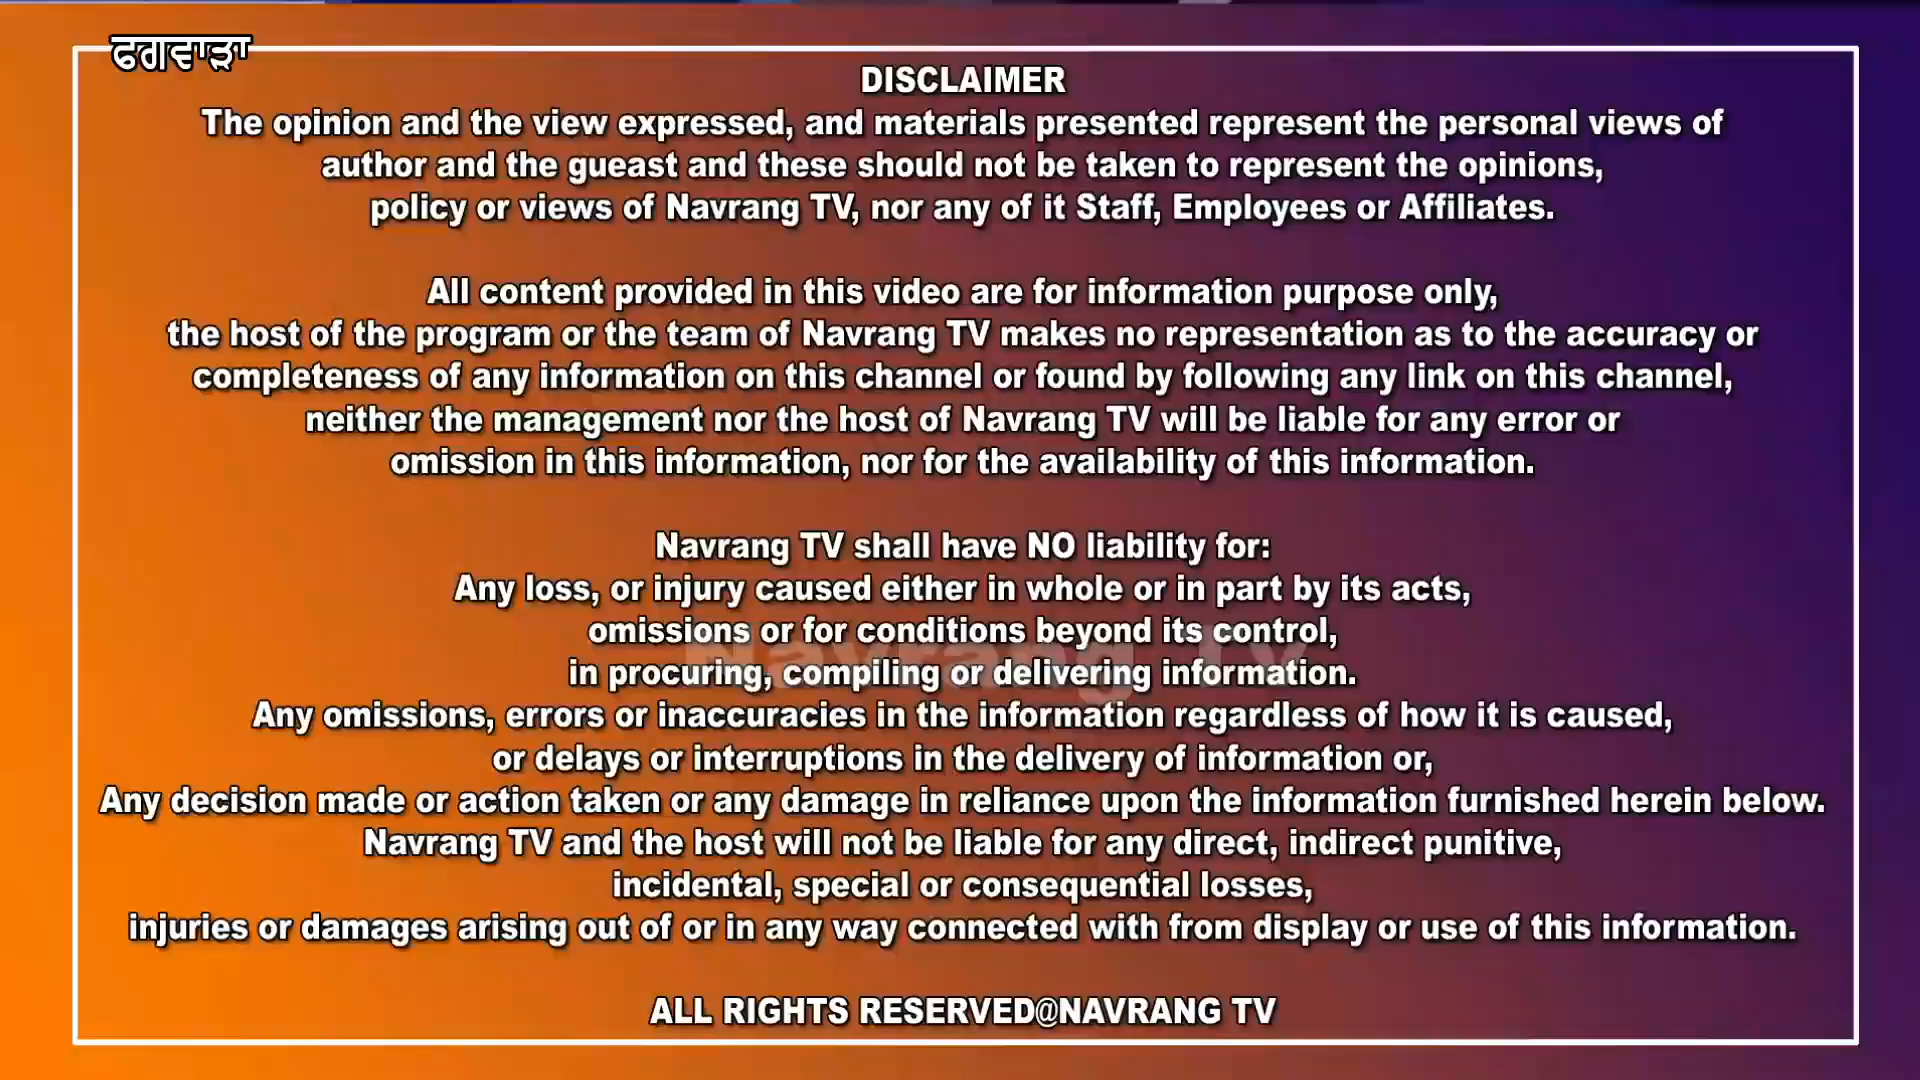 ਫਗਵਾੜਾ
DISCLAIMER
The opinion and the view expressed, and materials presented represent the personal views of
author and the gueast and these should not be taken to represent the opinions,
policy or views of Navrang TV, nor any of it Staff, Employees or Affiliates.
All content provided in this video are for information purpose only,
the host of the program or the team of Navrang TV makes no representation as to the accuracy or
completeness of any information on this channel or found by following any link on this channel,
neither the management nor the host of Navrang TV will be liable for any error or
omission in this information, nor for the availability of this information.
Navrang TV shall have NO liability for:
Any loss, or injury caused either in whole or in part by its acts,
omissions or for conditions beyond its control,
Navrang TV
in procuring, compiling or delivering information.
Any omissions, errors or inaccuracies in the information regardless of how it is caused,
or delays or interruptions in the delivery of information or,
Any decision made or action taken or any damage in reliance upon the information furnished herein below.
Navrang TV and the host will not be liable for any direct, indirect punitive,
incidental, special or consequential losses,
injuries or damages arising out of or in any way connected with from display or use of this information.
ALL RIGHTS RESERVED@NAVRANG TV